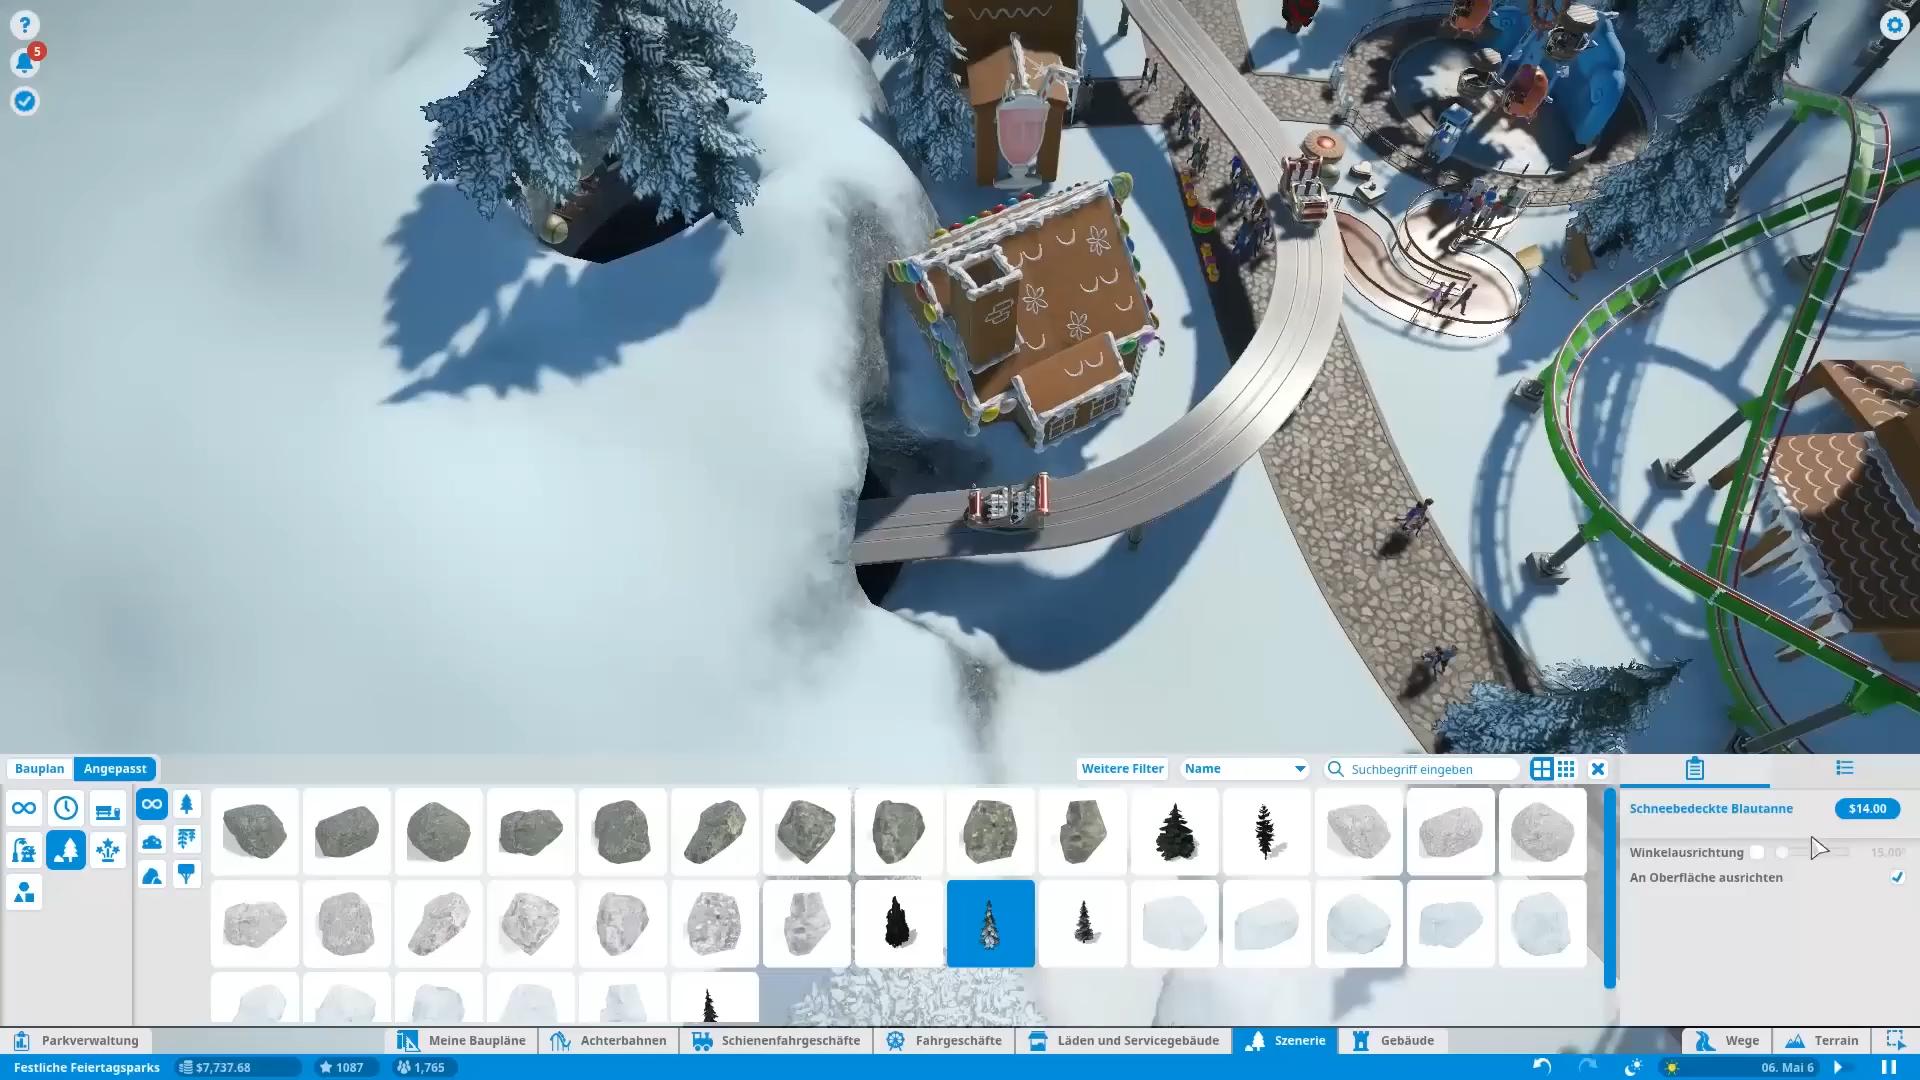 5
Bauplan
Angepasst
Weitere Filter
Name
Suchbegriff eingeben
Schneebedeckte Blautanne
$14.00
Winkelausrichtung
15.00°
An Oberfläche ausrichten
Parkverwaltung
Meine Baupläne
Achterbahnen
Schienenfahrgeschäfte
Fahrgeschäfte
Läden und Servicegebäude
Szenerie
Gebäude
Wege
Terrain
Festliche Feiertagsparks
$7,737.68
1087
1,765
06. Mai 6